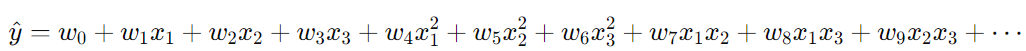 ŷ = w₀ + w₁x₁ + w₂x₂ + w₃x₃ + w₄x₁² + w₅x₂² + w₆x₃² + w₇x₁x₂ + w₈x₁x₃ + w₉x₂x₃ + ⋯